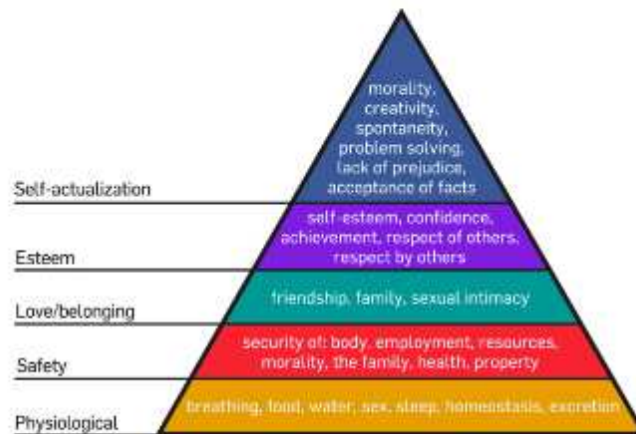 morality,
creativity,
spontaneity,
problem solving,
lack of prejudice,
acceptance of facts
Self-actualization
self-esteem, confidence,
achievement, respect of others,
respect by others
Esteem
friendship, family, sexual intimacy
Love/belonging
security of: body, employment, resources,
morality, the family, health, property
Safety
breathing, food, water, sex, sleep, homeostasis, excretion
Physiological